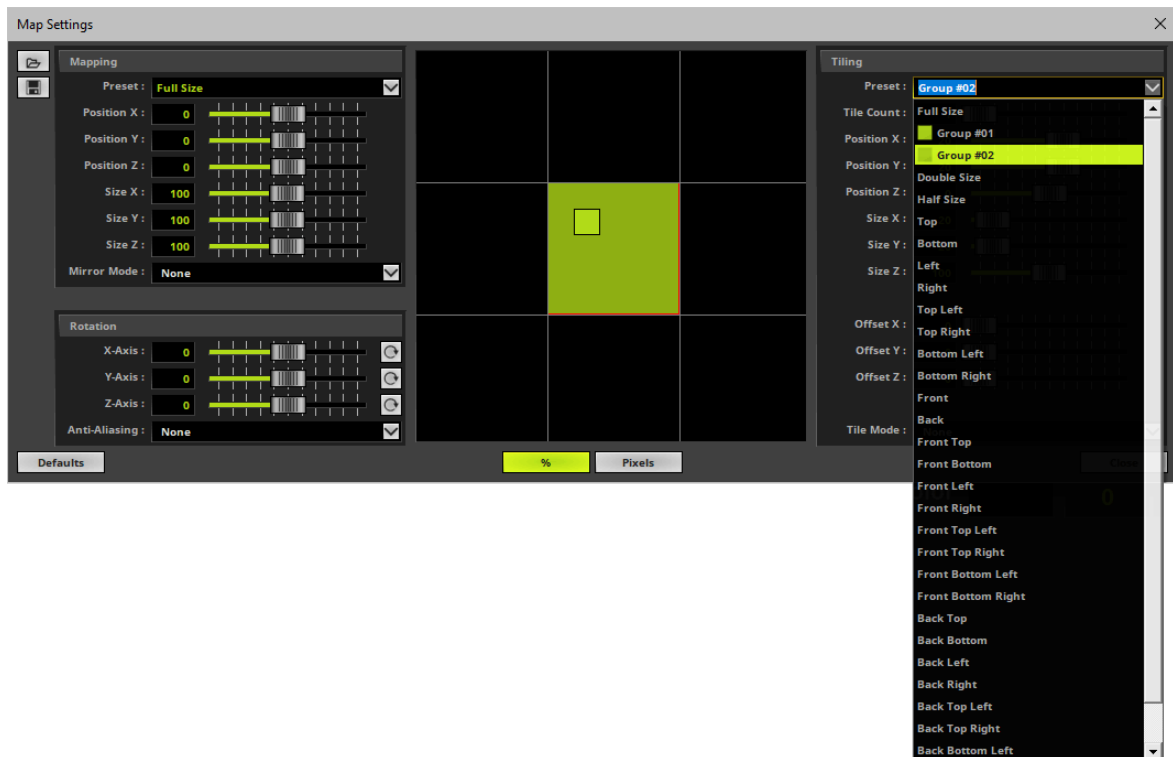 Map Settings
Mapping
Preset : Full Size
Position X : 0
Position Y : 0
Position Z : 0
Size X : 100
Size Y : 100
Size Z : 100
Mirror Mode : None
Rotation
X-Axis : 0
Y-Axis : 0
Z-Axis : 0
Anti-Aliasing : None
Defaults
%
Pixels
Tiling
Preset : Group #02
Tile Count :
Position X :
Position Y :
Position Z :
Size X :
Size Y :
Size Z :
Offset X :
Offset Y :
Offset Z :
Tile Mode :
Full Size
Group #01
Group #02
Double Size
Half Size
Top
Bottom
Left
Right
Top Left
Top Right
Bottom Left
Bottom Right
Front
Back
Front Top
Front Bottom
Front Left
Front Right
Front Top Left
Front Top Right
Front Bottom Left
Front Bottom Right
Back Top
Back Bottom
Back Left
Back Right
Back Top Left
Back Top Right
Back Bottom Left